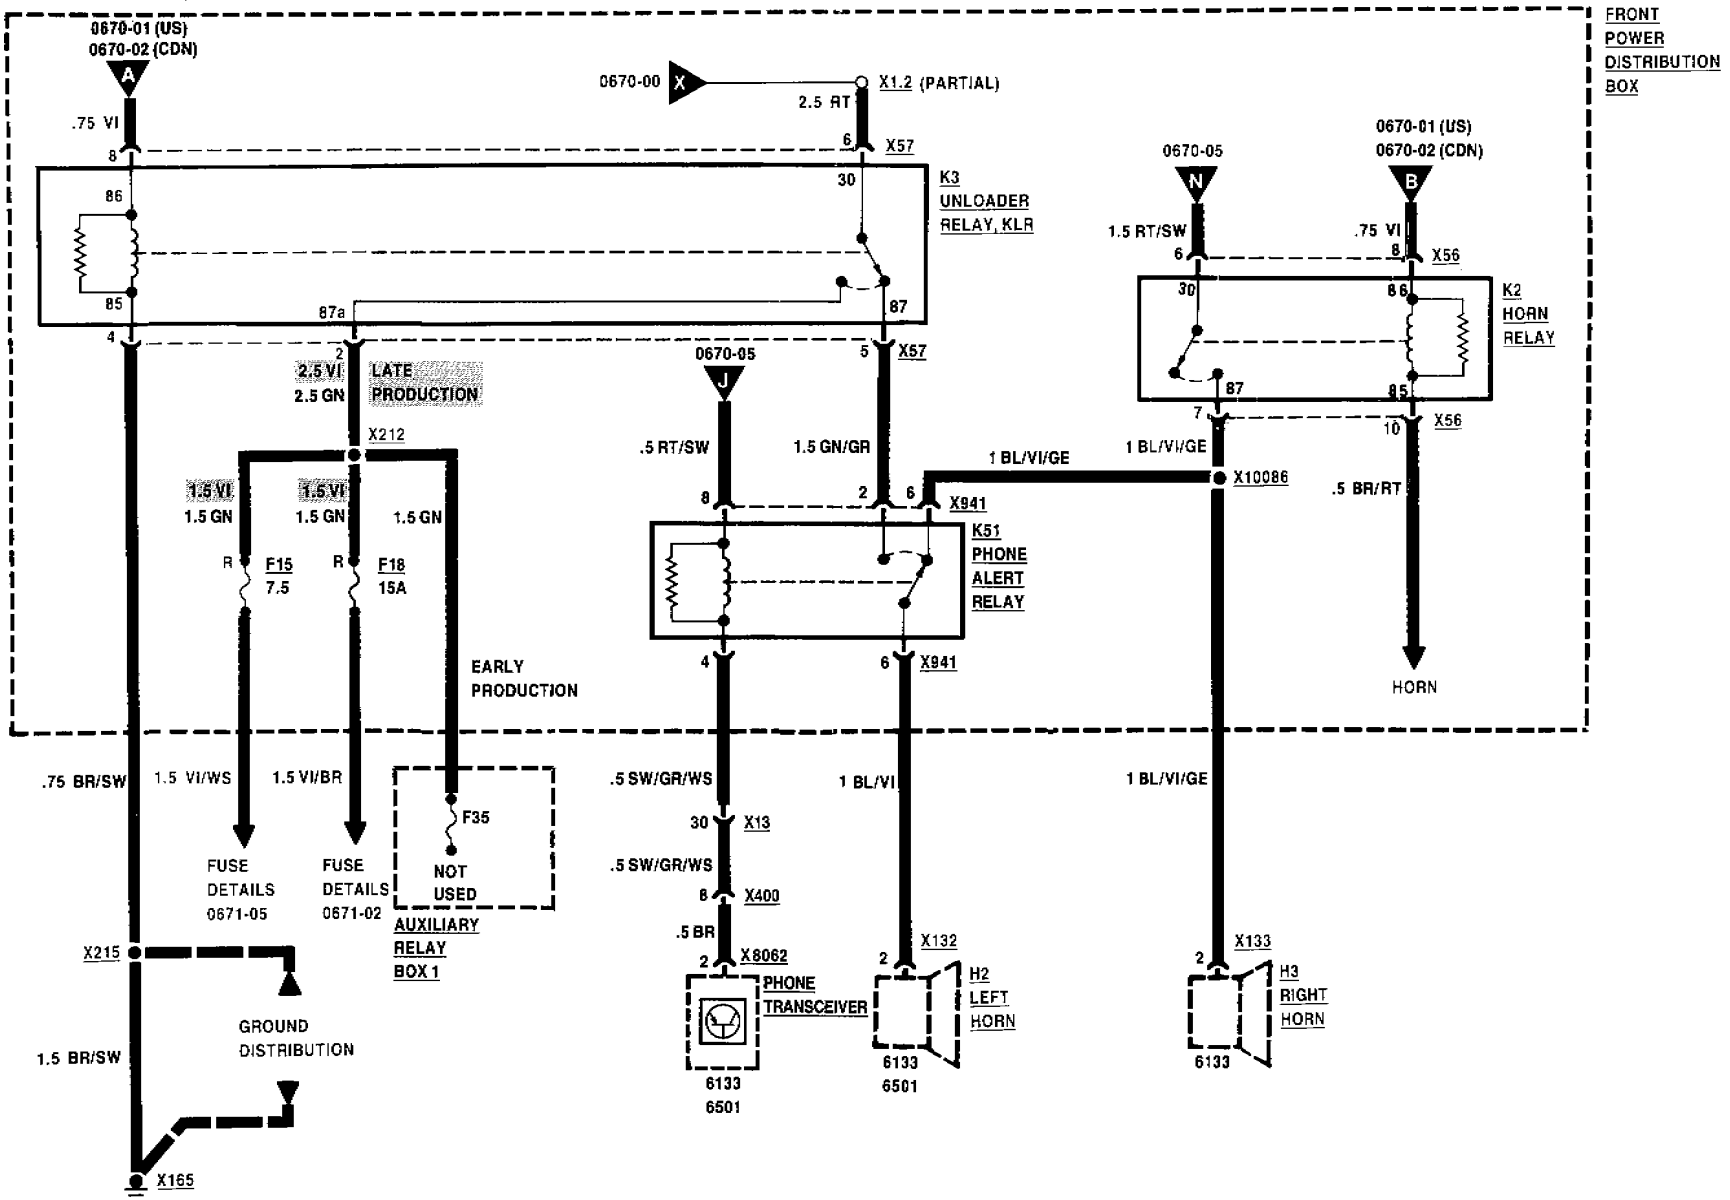 FRONT
POWER
DISTRIBUTION
BOX
0670-01 (US)
0670-02 (CDN)
A
.75 VI
8
0670-00
X
X1.2 (PARTIAL)
2.5 RT
6
X57
0670-05
N
1.5 RT/SW
6
0670-01 (US)
0670-02 (CDN)
B
.75 VI
8
X56
86
85
30
87a
87
K3
UNLOADER
RELAY, KLR
30
86
87
85
K2
HORN
RELAY
4
2
5
X57
2.5 VI
2.5 GN
LATE
PRODUCTION
0670-05
J
7
10
X56
.5 RT/SW
1.5 GN/GR
1 BL/VI/GE
1 BL/VI/GE
X212
X10086
.5 BR/RT
1.5 VI
1.5 GN
1.5 VI
1.5 GN
1.5 GN
8
2
6
X941
R
F15
7.5
R
F18
15A
K51
PHONE
ALERT
RELAY
EARLY
PRODUCTION
4
6
X941
HORN
.75 BR/SW
1.5 VI/WS
1.5 VI/BR
.5 SW/GR/WS
1 BL/VI
1 BL/VI/GE
F35
NOT
USED
AUXILIARY
RELAY
BOX 1
FUSE
DETAILS
0671-05
FUSE
DETAILS
0671-02
30
X13
.5 SW/GR/WS
8
X400
.5 BR
2
X8062
PHONE
TRANSCEIVER
6133
6501
2
X132
H2
LEFT
HORN
6133
6501
2
X133
H3
RIGHT
HORN
6133
X215
GROUND
DISTRIBUTION
1.5 BR/SW
X165